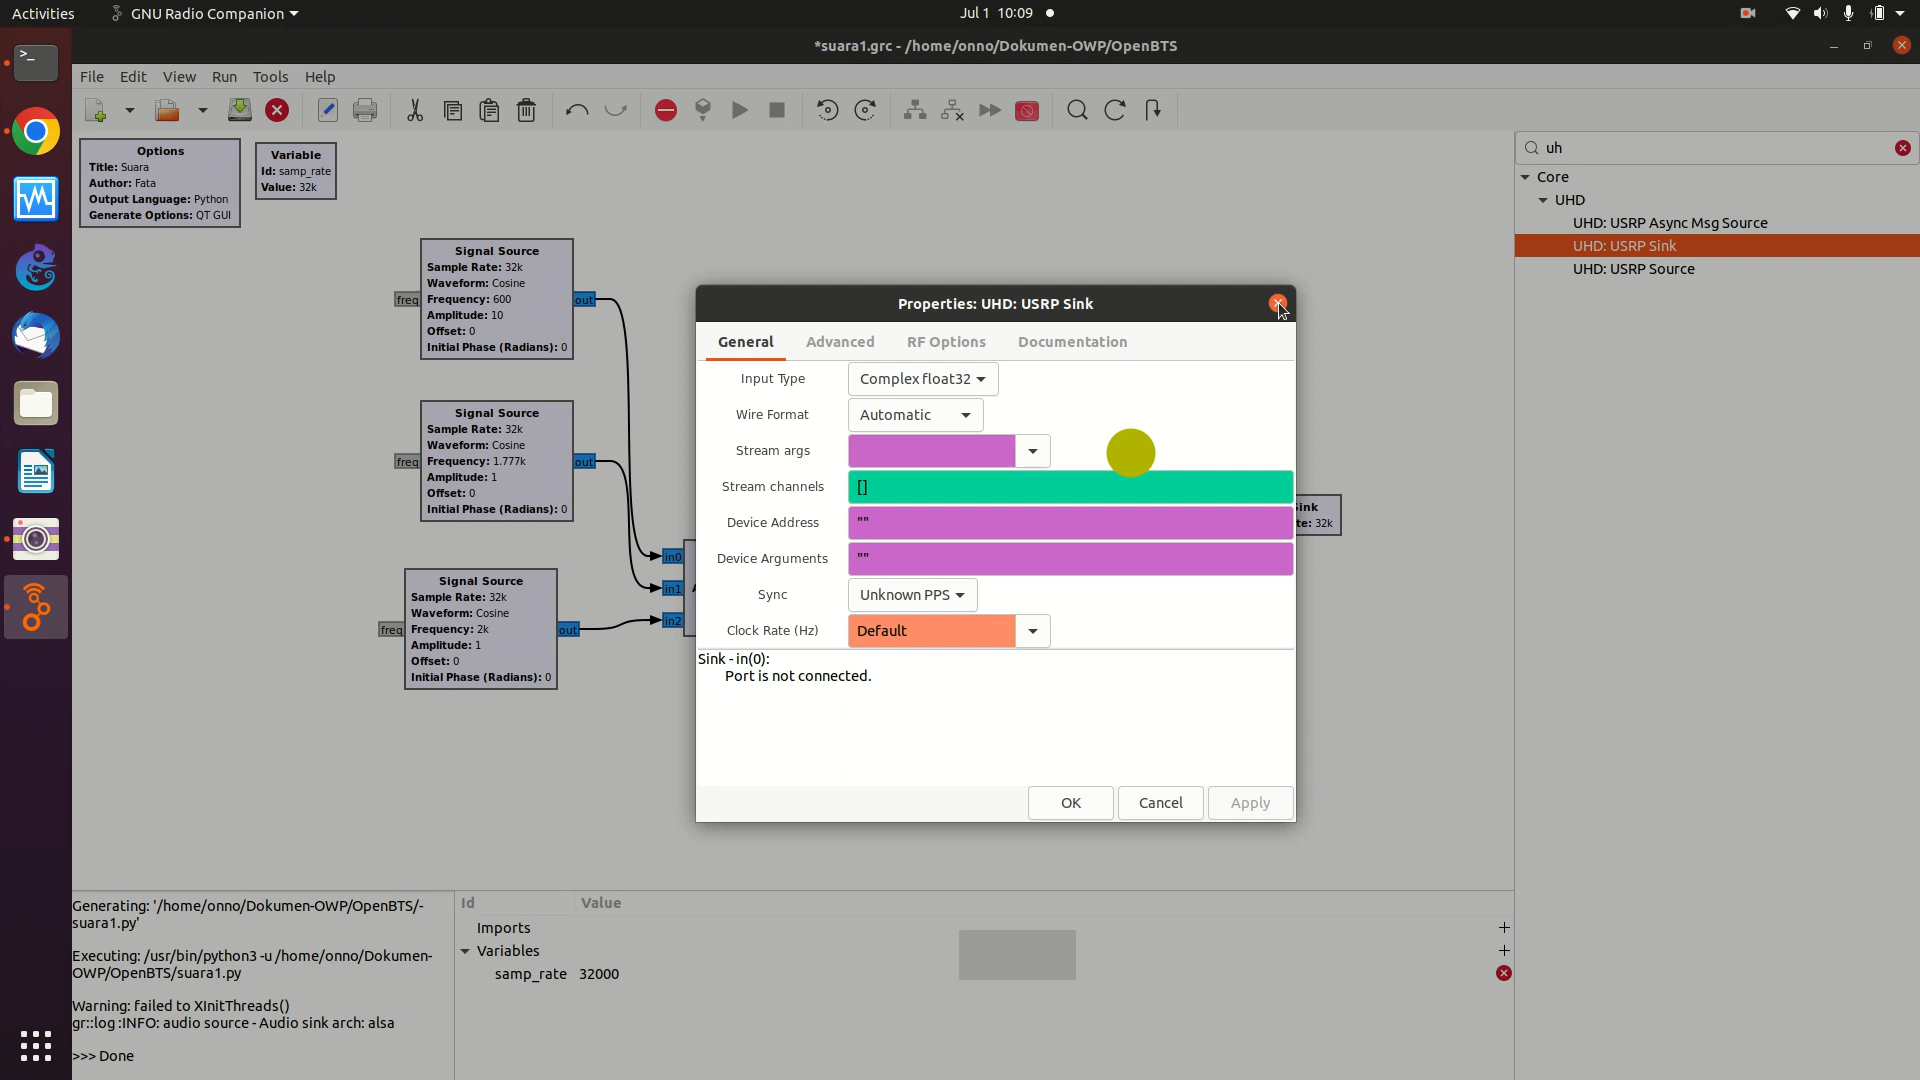 Activities
GNU Radio Companion
Jul 1 10:09
*suara1.grc - /home/onno/Dokumen-OWP/OpenBTS
File Edit View Run Tools Help
Options
Title: Suara
Author: Fata
Output Language: Python
Generate Options: QT GUI
Variable
Id: samp_rate
Value: 32k
Signal Source
Sample Rate: 32k
Waveform: Cosine
Frequency: 600
Amplitude: 10
Offset: 0
Initial Phase (Radians): 0
freq
out
Signal Source
Sample Rate: 32k
Waveform: Cosine
Frequency: 1.777k
Amplitude: 1
Offset: 0
Initial Phase (Radians): 0
freq
out
Signal Source
Sample Rate: 32k
Waveform: Cosine
Frequency: 2k
Amplitude: 1
Offset: 0
Initial Phase (Radians): 0
freq
out
in0
in1
in2
Properties: UHD: USRP Sink
General Advanced RF Options Documentation
Input Type Complex float32
Wire Format Automatic
Stream args
Stream channels []
Device Address ""
Device Arguments ""
Sync Unknown PPS
Clock Rate (Hz) Default
Sink - in(0):
Port is not connected.
OK Cancel Apply
ink
te: 32k
uh
Core
UHD
UHD: USRP Async Msg Source
UHD: USRP Sink
UHD: USRP Source
Generating: '/home/onno/Dokumen-OWP/OpenBTS/-
suara1.py'
Executing: /usr/bin/python3 -u /home/onno/Dokumen-
OWP/OpenBTS/suara1.py
Warning: failed to XInitThreads()
gr::log :INFO: audio source - Audio sink arch: alsa
>>> Done
Id Value
Imports
Variables
samp_rate 32000